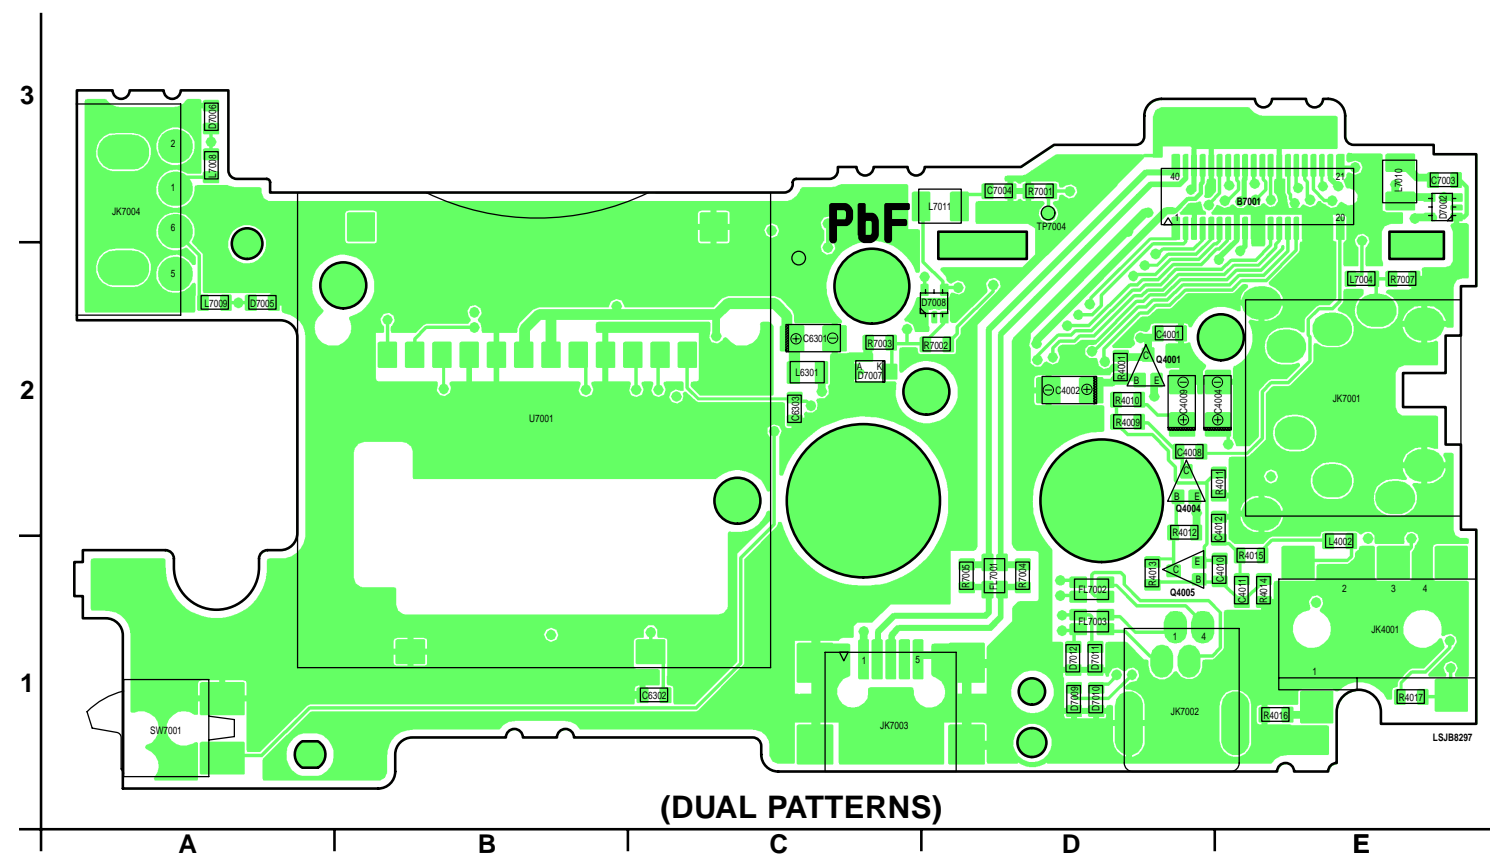 3
D7006
2
L7008
1
JK7004
6
5
L7009
D7005
PbF
L7011
C7004
R7001
TP7004
40
21
B7001
1
20
L7010
C7003
D7002
L7004
R7007
D7008
C6301
R7003
R7002
L6301
A
K
D7007
C6303
C4001
R4001
C
Q4001
B
E
C4002
R4010
R4009
C4009
C4004
JK7001
2
U7001
C4008
C
R4011
B
E
Q4004
R4012
C4012
R4015
L4002
R7005
FL7001
R7004
R4013
E
C
B
C4010
Q4005
C4011
R4014
FL7002
FL7003
2
3
4
JK4001
1
1
4
D7012
D7011
D7009
D7010
JK7002
1
5
JK7003
C6302
1
SW7001
R4017
R4016
LSJB8297
(DUAL PATTERNS)
A
B
C
D
E